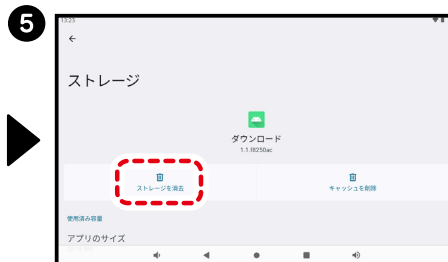 5
13:23
ストレージ
ダウンロード
1.1.f8250ac
ストレージを消去
キャッシュを削除
使用済み容量
アプリのサイズ